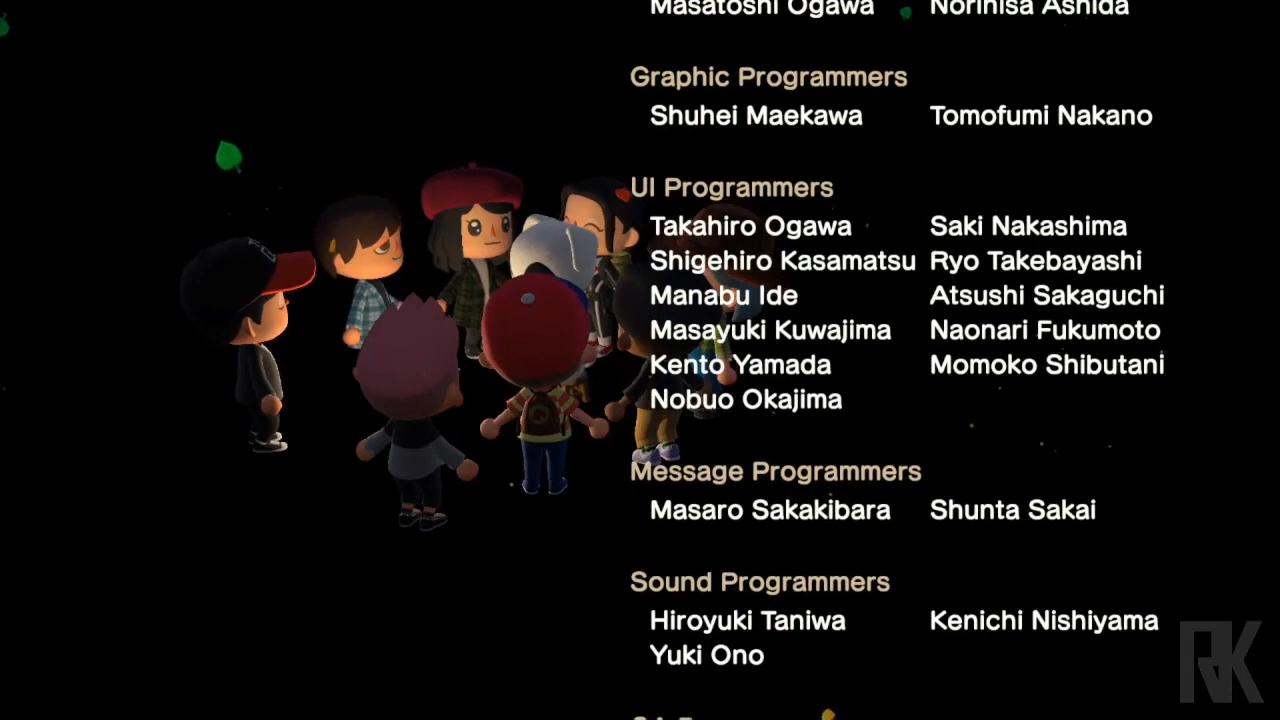 Masatoshi Ogawa Norihisa Ashida
Graphic Programmers
Shuhei Maekawa Tomofumi Nakano
UI Programmers
Takahiro Ogawa Saki Nakashima
Shigehiro Kasamatsu Ryo Takebayashi
Manabu Ide Atsushi Sakaguchi
Masayuki Kuwajima Naonari Fukumoto
Kento Yamada Momoko Shibutani
Nobuo Okajima
Message Programmers
Masaro Sakakibara Shunta Sakai
Sound Programmers
Hiroyuki Taniwa Kenichi Nishiyama
Yuki Ono
RK